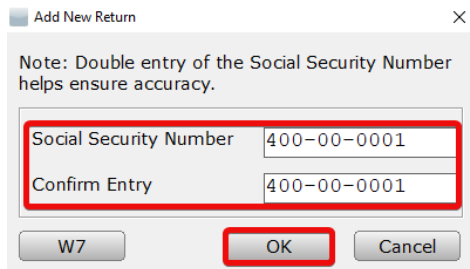 Add New Return
Note: Double entry of the Social Security Number
helps ensure accuracy.
Social Security Number 400-00-0001
Confirm Entry 400-00-0001
W7 OK Cancel